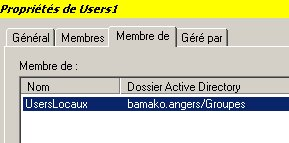 Propriétés de Users1
Général Membres Membre de Géré par
Membre de :
Nom Dossier Active Directory
UsersLocaux bamako.angers/Groupes